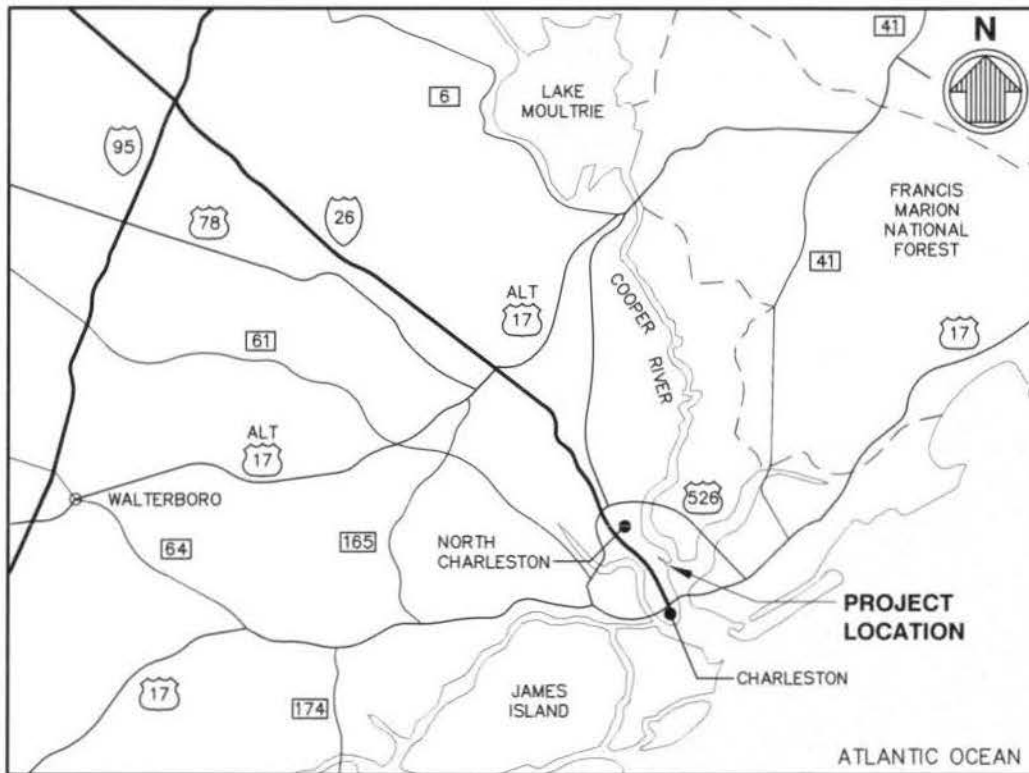 41
N
6
LAKE
MOULTRIE
95
78
26
FRANCIS
MARION
NATIONAL
FOREST
41
ALT
17
COOPER
RIVER
17
61
ALT
17
WALTERBORO
526
64
165
NORTH
CHARLESTON
PROJECT
LOCATION
CHARLESTON
17
174
JAMES
ISLAND
ATLANTIC OCEAN